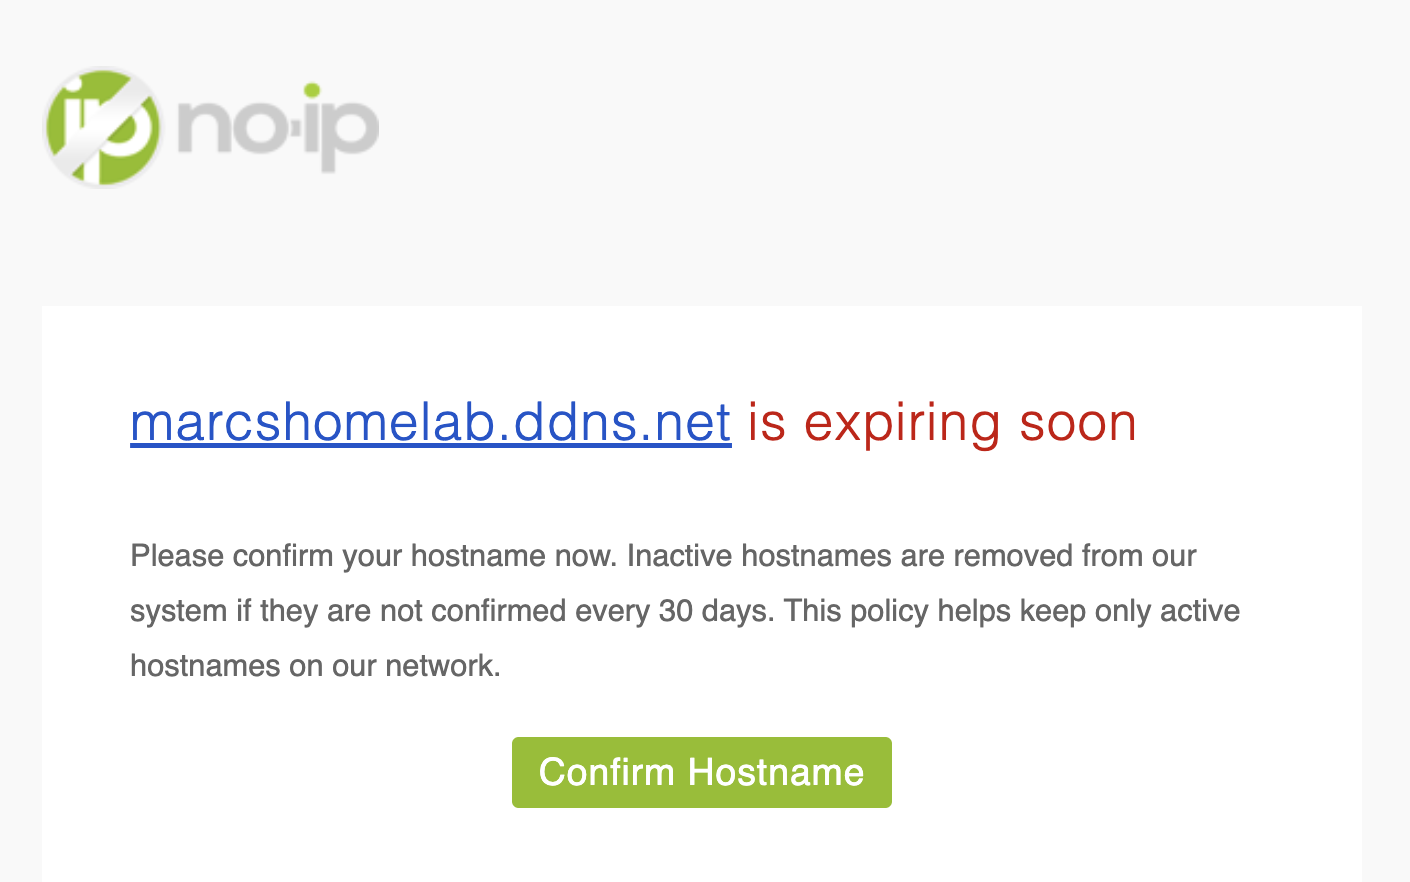 ip no-ip
marcshomelab.ddns.net is expiring soon
Please confirm your hostname now. Inactive hostnames are removed from our
system if they are not confirmed every 30 days. This policy helps keep only active
hostnames on our network.
Confirm Hostname